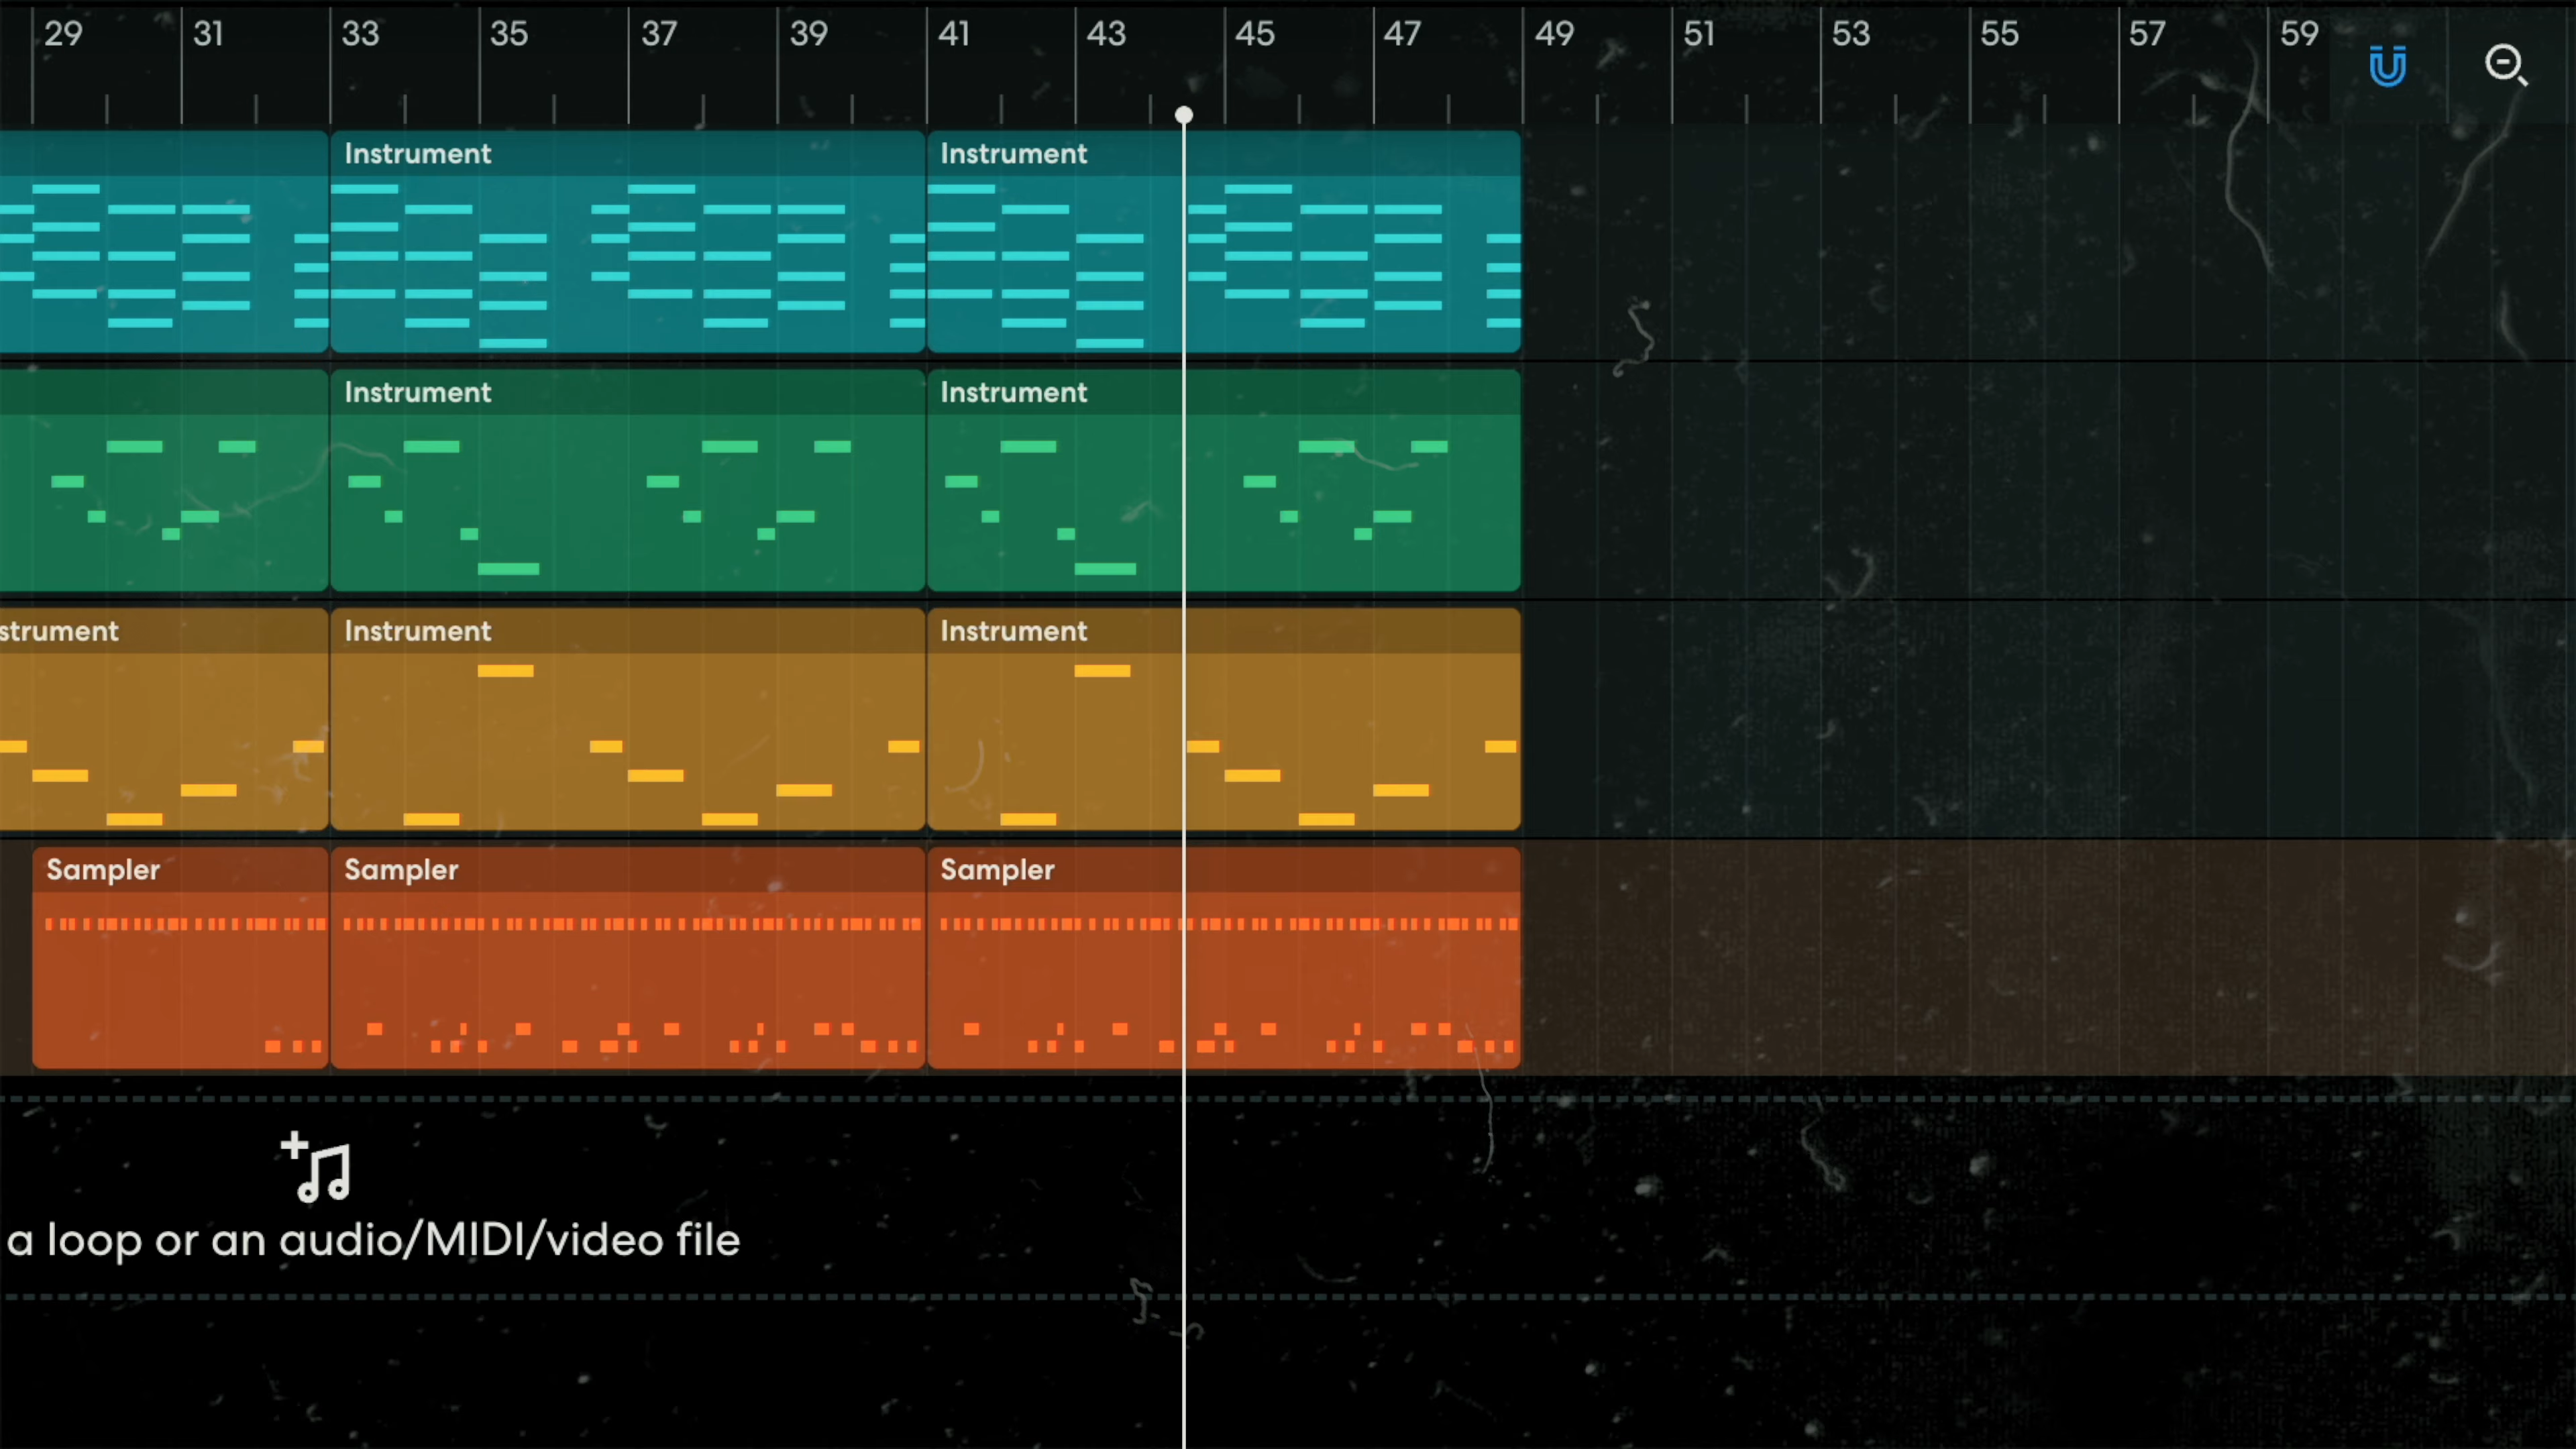 29 31 33 35 37 39 41 43 45 47 49 51 53 55 57 59
Instrument Instrument
Instrument Instrument
strument Instrument Instrument
Sampler Sampler Sampler
a loop or an audio/MIDI/video file